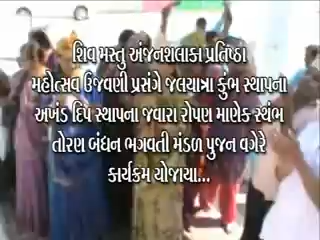 શિવ મસ્તુ અંજનશલાકા પ્રતિષ્ઠા
મહોત્સવ ઉજવણી પ્રસંગે જલયાત્રા કુંભ સ્થાપના
અખંડ દિપ સ્થાપના જવારા રોપણ માણેક સ્થંભ
તોરણ બંધન ભગવતી મંડળ પુજન વગેરે
કાર્યક્રમ યોજાયા...